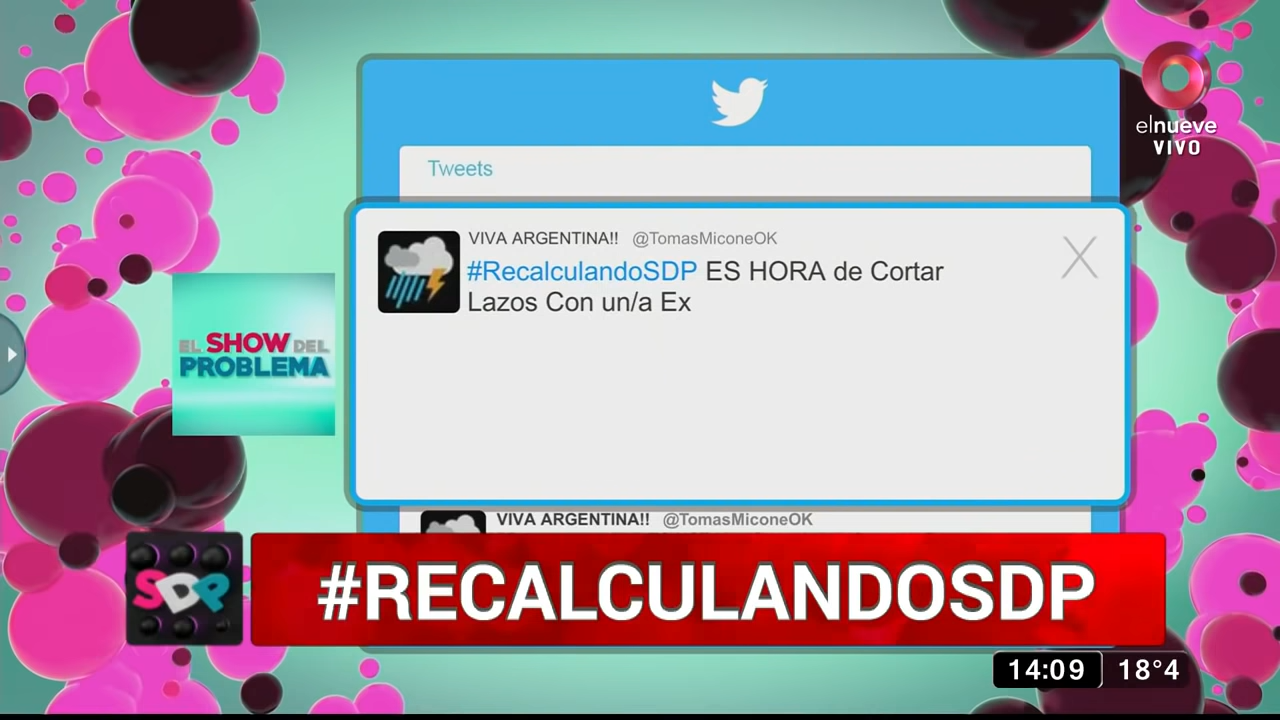 elnueve
VIVO
Tweets
VIVA ARGENTINA!! @TomasMiconeOK
#RecalculandoSDP ES HORA de Cortar
Lazos Con un/a Ex
EL SHOW DEL
PROBLEMA
VIVA ARGENTINA!! @TomasMiconeOK
SDP
#RECALCULANDOSDP
14:09 18°4